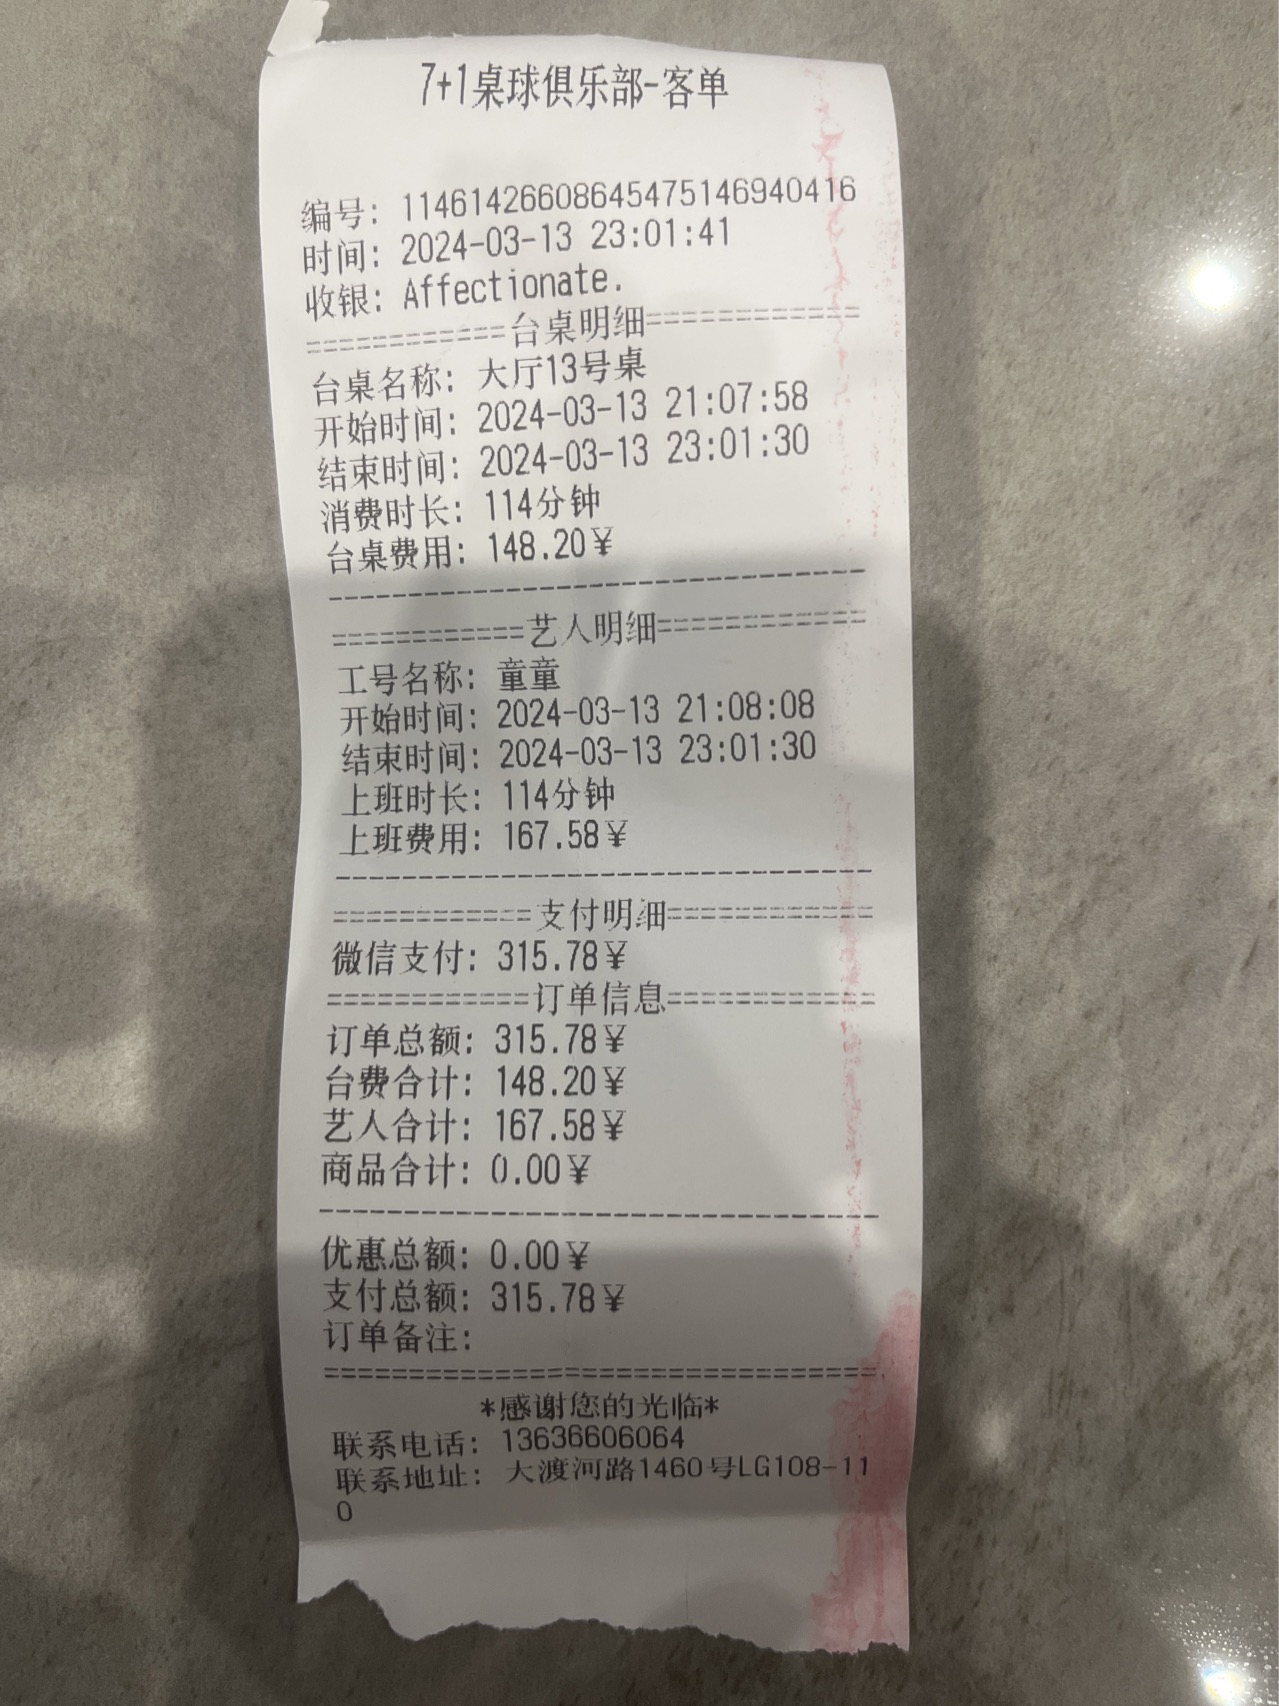 7+1桌球俱乐部-客单
编号: 11461426608645475146940416
时间: 2024-03-13 23:01:41
收银: Affectionate.
============台桌明细============
台桌名称: 大厅13号桌
开始时间: 2024-03-13 21:07:58
结束时间: 2024-03-13 23:01:30
消费时长: 114分钟
台桌费用: 148.20¥
--------------------------------
============艺人明细============
工号名称: 童童
开始时间: 2024-03-13 21:08:08
结束时间: 2024-03-13 23:01:30
上班时长: 114分钟
上班费用: 167.58¥
--------------------------------
============支付明细============
微信支付: 315.78¥
============订单信息============
订单总额: 315.78¥
台费合计: 148.20¥
艺人合计: 167.58¥
商品合计: 0.00¥
--------------------------------
优惠总额: 0.00¥
支付总额: 315.78¥
订单备注:
================================
*感谢您的光临*
联系电话: 13636606064
联系地址: 大渡河路1460号LG108-11
0